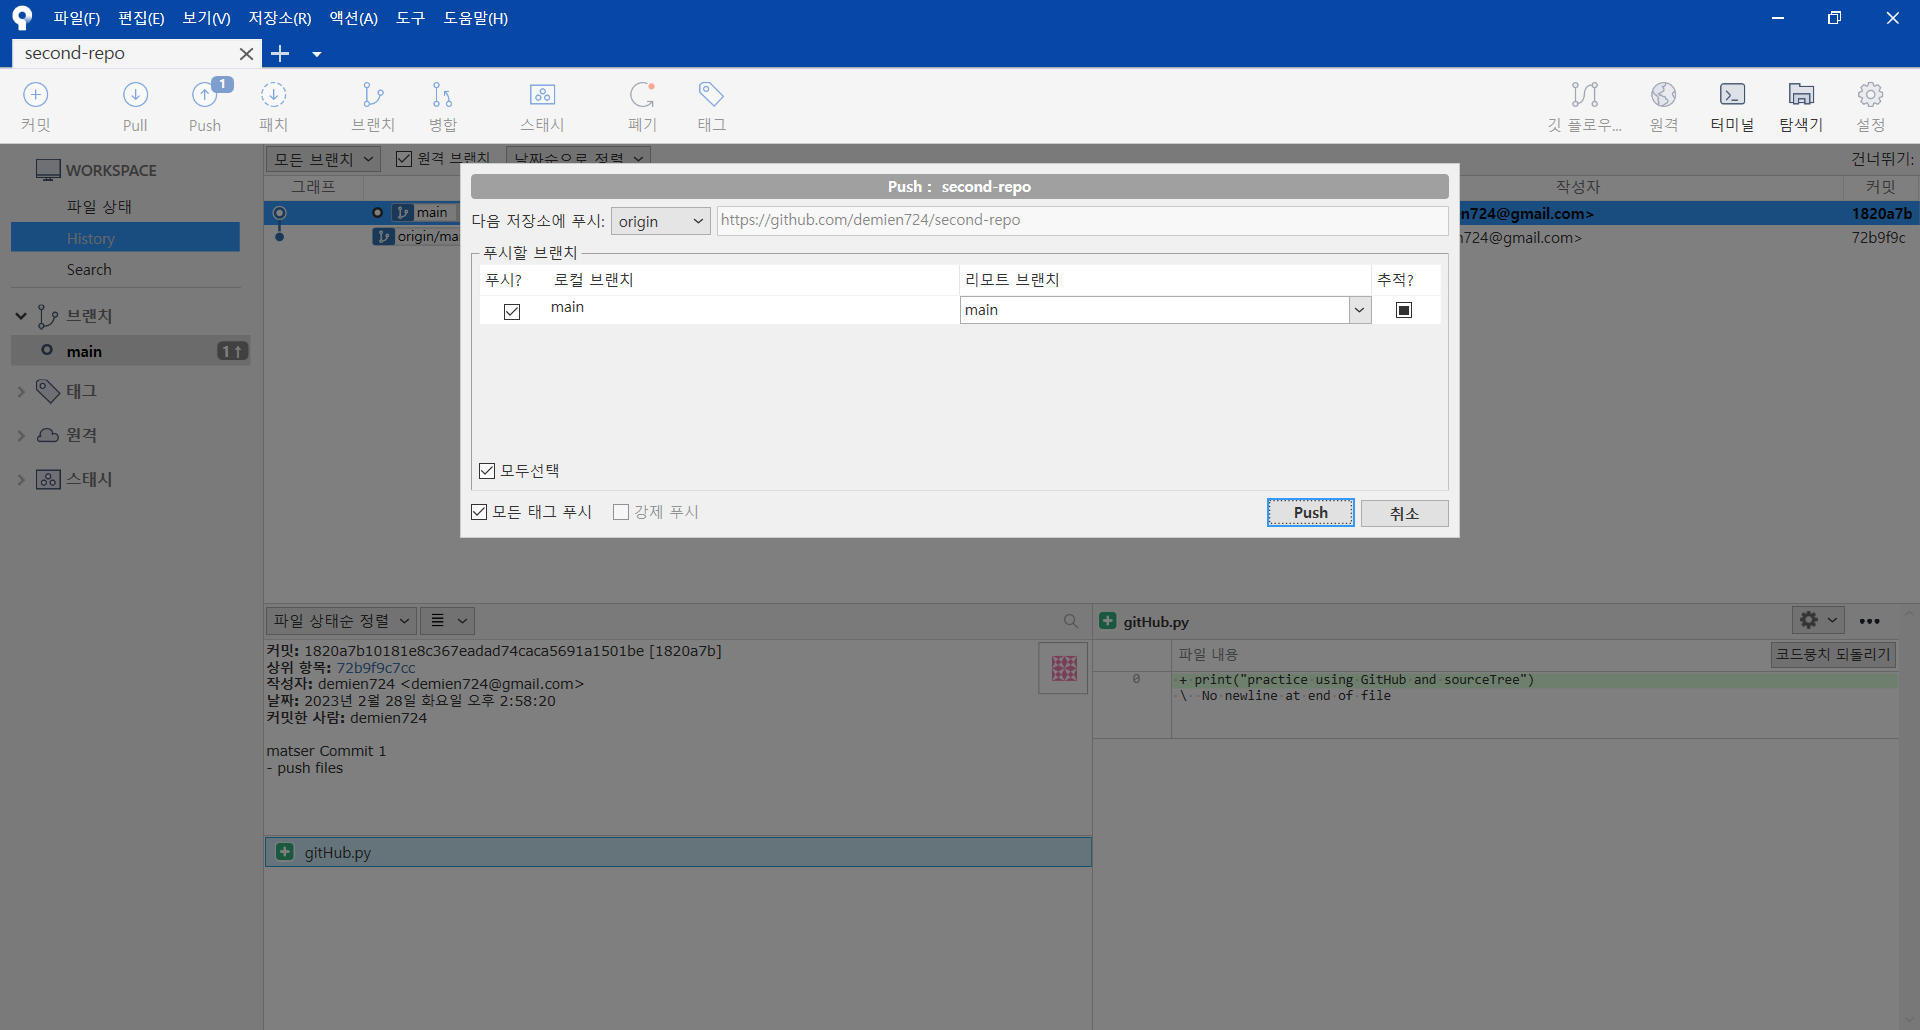 파일(F) 편집(E) 보기(V) 저장소(R) 액션(A) 도구 도움말(H)
second-repo
1
커밋 Pull Push 패치 브랜치 병합 스태시 폐기 태그 깃 플로우... 원격 터미널 탐색기 설정
WORKSPACE
파일 상태
History
Search
브랜치
main 1↑
태그
원격
스태시
모든 브랜치 원격 브랜치 날짜순으로 정렬 건너뛰기:
그래프 작성자 커밋
main n724@gmail.com> 1820a7b
origin/mai 724@gmail.com> 72b9f9c
Push : second-repo
다음 저장소에 푸시: origin https://github.com/demien724/second-repo
푸시할 브랜치
푸시? 로컬 브랜치 리모트 브랜치 추적?
main main
모두선택
모든 태그 푸시 강제 푸시 Push 취소
파일 상태순 정렬
커밋: 1820a7b10181e8c367eadad74caca5691a1501be [1820a7b]
상위 항목: 72b9f9c7cc
작성자: demien724 <demien724@gmail.com>
날짜: 2023년 2월 28일 화요일 오후 2:58:20
커밋한 사람: demien724
matser Commit 1
- push files
gitHub.py
gitHub.py
파일 내용 코드뭉치 되돌리기
0 + print("practice using GitHub and sourceTree")
\ No newline at end of file